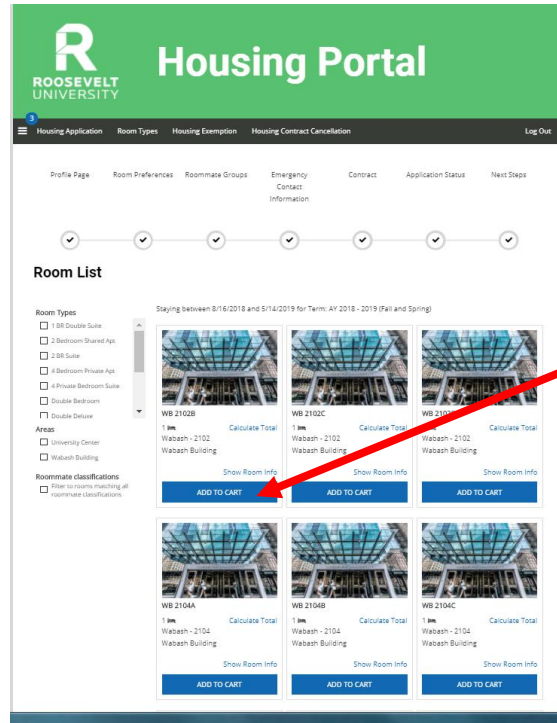 R
ROOSEVELT
UNIVERSITY
Housing Portal
3
Housing Application Room Types Housing Exemption Housing Contract Cancellation Log Out
Profile Page Room Preferences Roommate Groups Emergency Contact Information Contract Application Status Next Steps
Room List
Staying between 8/16/2018 and 5/14/2019 for Term: AY 2018 - 2019 (Fall and Spring)
Room Types
1 BR Double Suite
2 Bedroom Shared Apt
2 BR Suite
4 Bedroom Private Apt
4 Private Bedroom Suite
Double Bedroom
Double Deluxe
Areas
University Center
Wabash Building
Roommate classifications
Filter to rooms matching all
roommate classifications
WB 2102B
1 Calculate Total
Wabash - 2102
Wabash Building
Show Room Info
ADD TO CART
WB 2102C
1 Calculate Total
Wabash - 2102
Wabash Building
Show Room Info
ADD TO CART
WB
1 Calculate Total
Wabash - 2102
Wabash Building
Show Room Info
ADD TO CART
WB 2104A
1 Calculate Total
Wabash - 2104
Wabash Building
Show Room Info
ADD TO CART
WB 2104B
1 Calculate Total
Wabash - 2104
Wabash Building
Show Room Info
ADD TO CART
WB 2104C
1 Calculate Total
Wabash - 2104
Wabash Building
Show Room Info
ADD TO CART